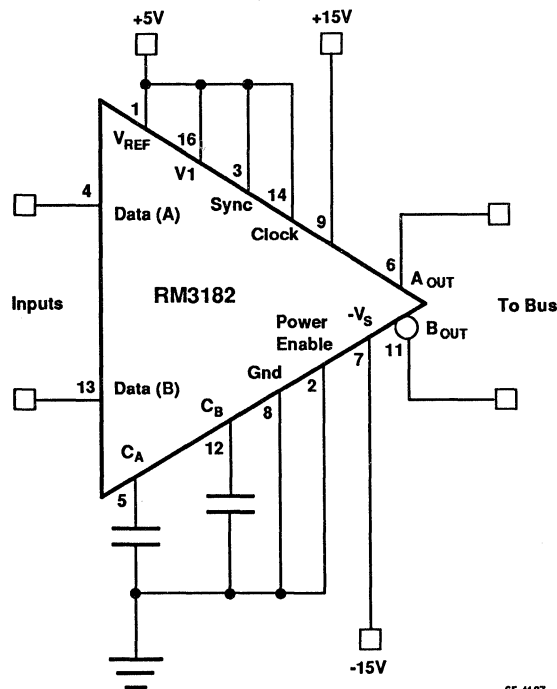 +5V
+15V
1
VREF
16
V1
3
Sync
14
Clock
9
4
Data (A)
6
AOUT
Inputs
RM3182
To Bus
Power
Enable
-VS
BOUT
11
7
Gnd
2
13
Data (B)
CB
8
12
CA
5
-15V